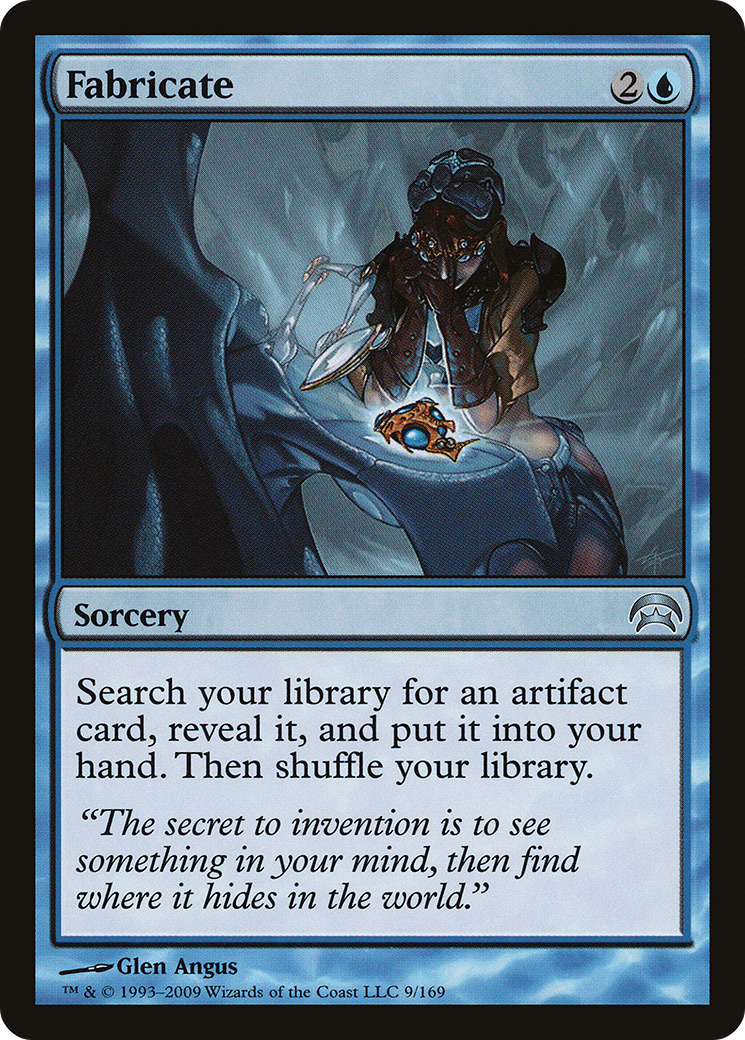 Fabricate 2
Sorcery
Search your library for an artifact
card, reveal it, and put it into your
hand. Then shuffle your library.
“The secret to invention is to see
something in your mind, then find
where it hides in the world.”
Glen Angus
™ & © 1993–2009 Wizards of the Coast LLC 9/169